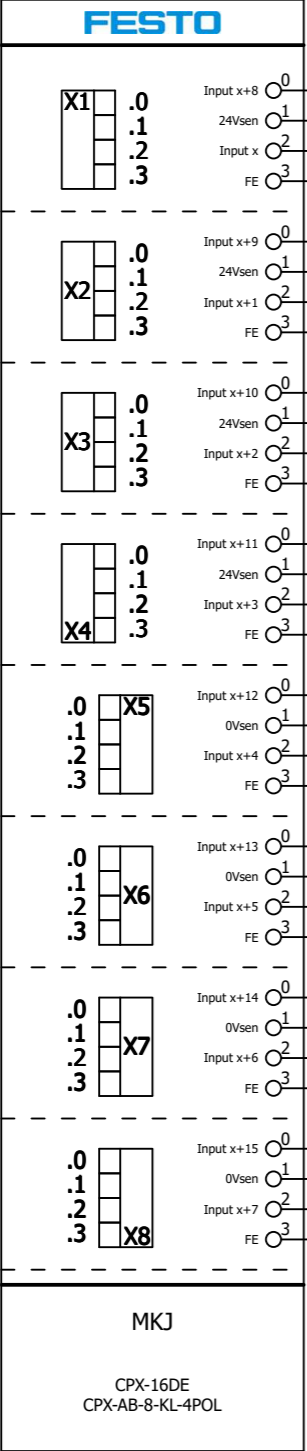 FESTO
X1 .0 Input x+8 0
.1 24Vsen 1
.2 Input x 2
.3 FE 3
X2 .0 Input x+9 0
.1 24Vsen 1
.2 Input x+1 2
.3 FE 3
X3 .0 Input x+10 0
.1 24Vsen 1
.2 Input x+2 2
.3 FE 3
X4 .0 Input x+11 0
.1 24Vsen 1
.2 Input x+3 2
.3 FE 3
.0 X5 Input x+12 0
.1 0Vsen 1
.2 Input x+4 2
.3 FE 3
.0 X6 Input x+13 0
.1 0Vsen 1
.2 Input x+5 2
.3 FE 3
.0 X7 Input x+14 0
.1 0Vsen 1
.2 Input x+6 2
.3 FE 3
.0 X8 Input x+15 0
.1 0Vsen 1
.2 Input x+7 2
.3 FE 3
MKJ
CPX-16DE
CPX-AB-8-KL-4POL